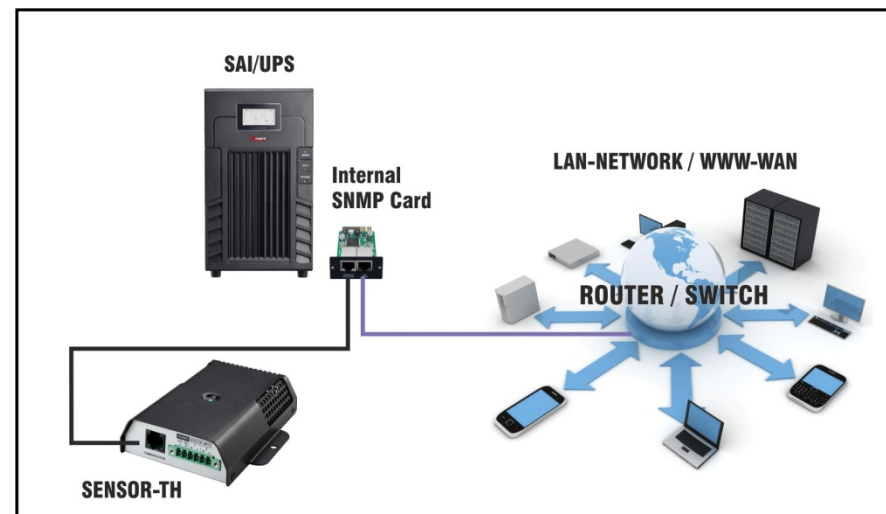 SAI/UPS
Internal
SNMP Card
LAN-NETWORK / WWW-WAN
ROUTER / SWITCH
SENSOR-TH